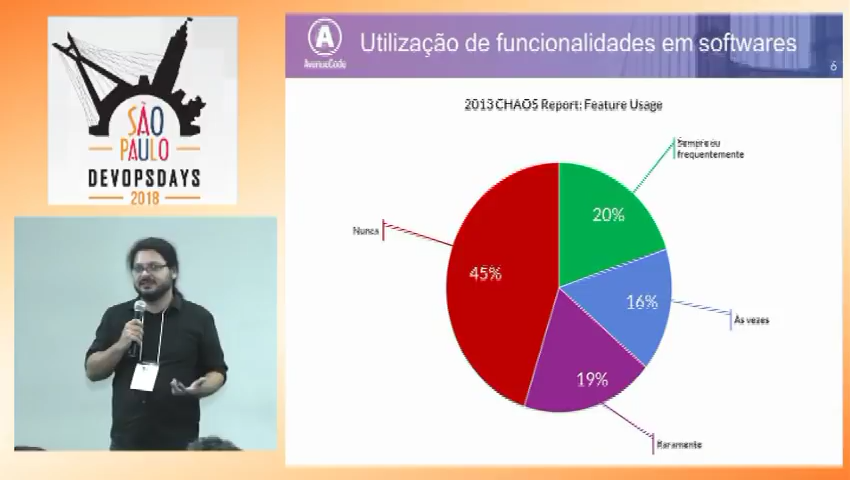 SÃO
PAULO
DEVOPSDAYS
2018
A
AvenueCode
Utilização de funcionalidades em softwares
6
2013 CHAOS Report: Feature Usage
Sempre ou
frequentemente
20%
Nunca
45%
16%
Às vezes
19%
Raramente